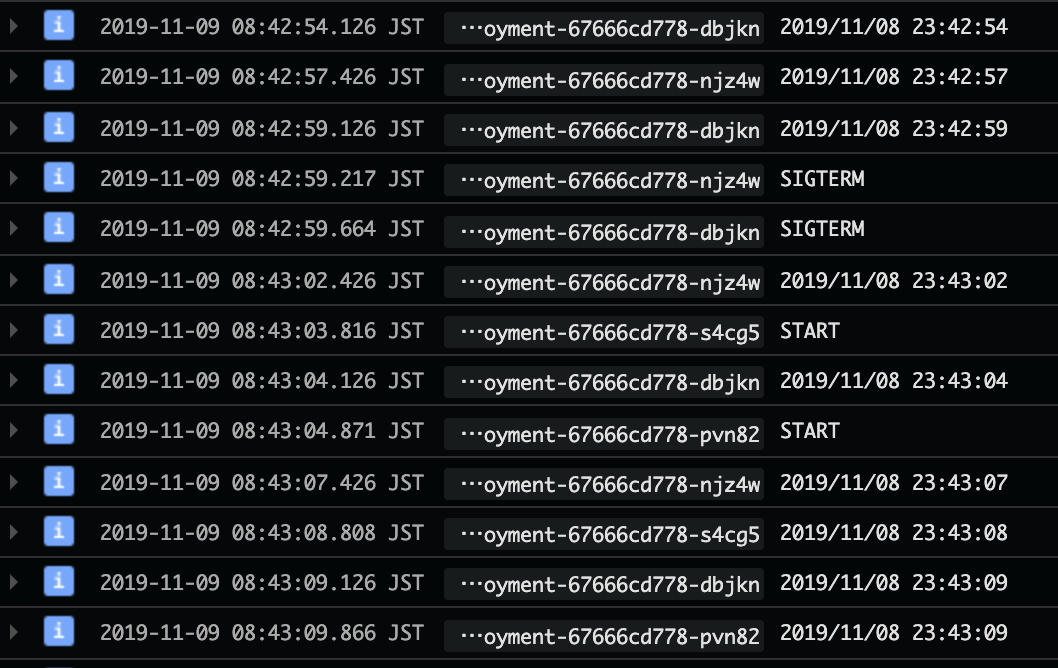 i 2019-11-09 08:42:54.126 JST …oyment-67666cd778-dbjkn 2019/11/08 23:42:54
i 2019-11-09 08:42:57.426 JST …oyment-67666cd778-njz4w 2019/11/08 23:42:57
i 2019-11-09 08:42:59.126 JST …oyment-67666cd778-dbjkn 2019/11/08 23:42:59
i 2019-11-09 08:42:59.217 JST …oyment-67666cd778-njz4w SIGTERM
i 2019-11-09 08:42:59.664 JST …oyment-67666cd778-dbjkn SIGTERM
i 2019-11-09 08:43:02.426 JST …oyment-67666cd778-njz4w 2019/11/08 23:43:02
i 2019-11-09 08:43:03.816 JST …oyment-67666cd778-s4cg5 START
i 2019-11-09 08:43:04.126 JST …oyment-67666cd778-dbjkn 2019/11/08 23:43:04
i 2019-11-09 08:43:04.871 JST …oyment-67666cd778-pvn82 START
i 2019-11-09 08:43:07.426 JST …oyment-67666cd778-njz4w 2019/11/08 23:43:07
i 2019-11-09 08:43:08.808 JST …oyment-67666cd778-s4cg5 2019/11/08 23:43:08
i 2019-11-09 08:43:09.126 JST …oyment-67666cd778-dbjkn 2019/11/08 23:43:09
i 2019-11-09 08:43:09.866 JST …oyment-67666cd778-pvn82 2019/11/08 23:43:09